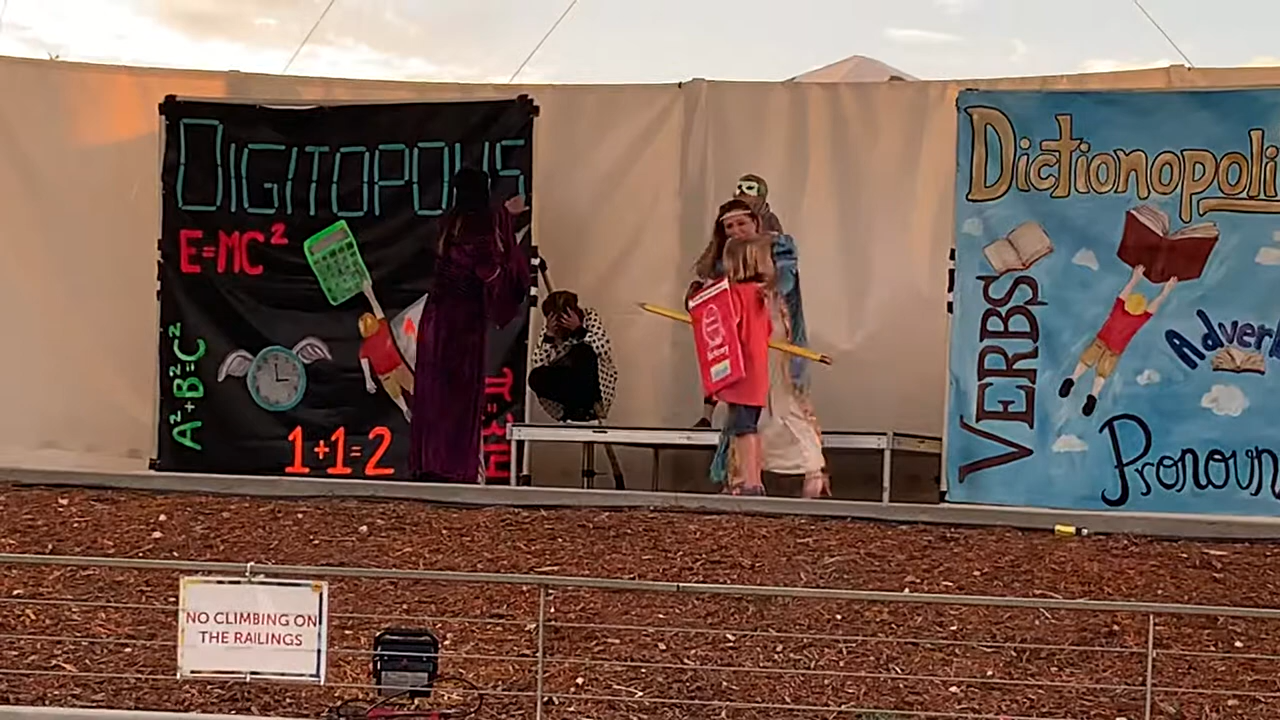 DIGITOPOLIS
E=MC²
A²+B²=C²
1+1=2
Dictionopoli
VERBS
Adver
Pronoun
NO CLIMBING ON
THE RAILINGS